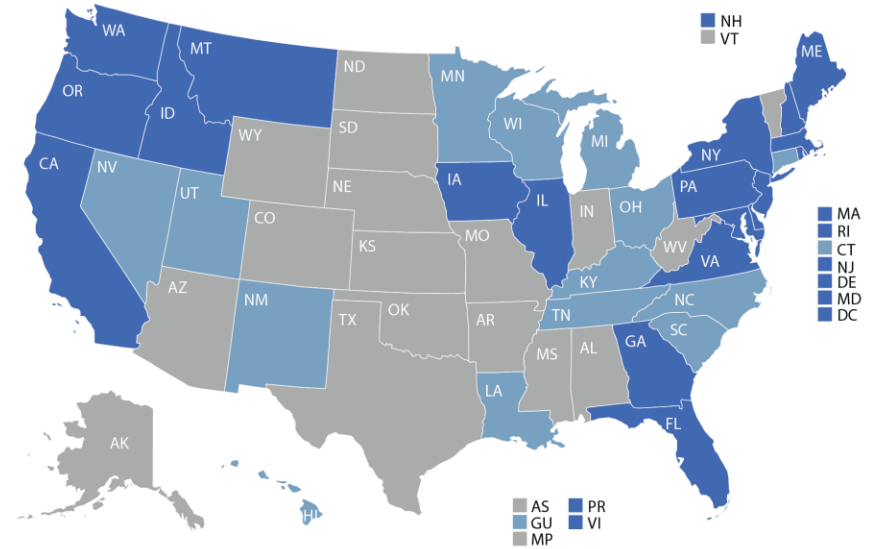 NH
VT
WA
MT
ND
MN
ME
OR
ID
SD
WI
MI
NY
WY
CA
NV
UT
NE
IA
PA
IL
IN
OH
CO
KS
MO
WV
VA
KY
AZ
NM
OK
TX
AR
TN
NC
SC
MS
AL
GA
LA
FL
AK
HI
MA
RI
CT
NJ
DE
MD
DC
AS PR
GU VI
MP